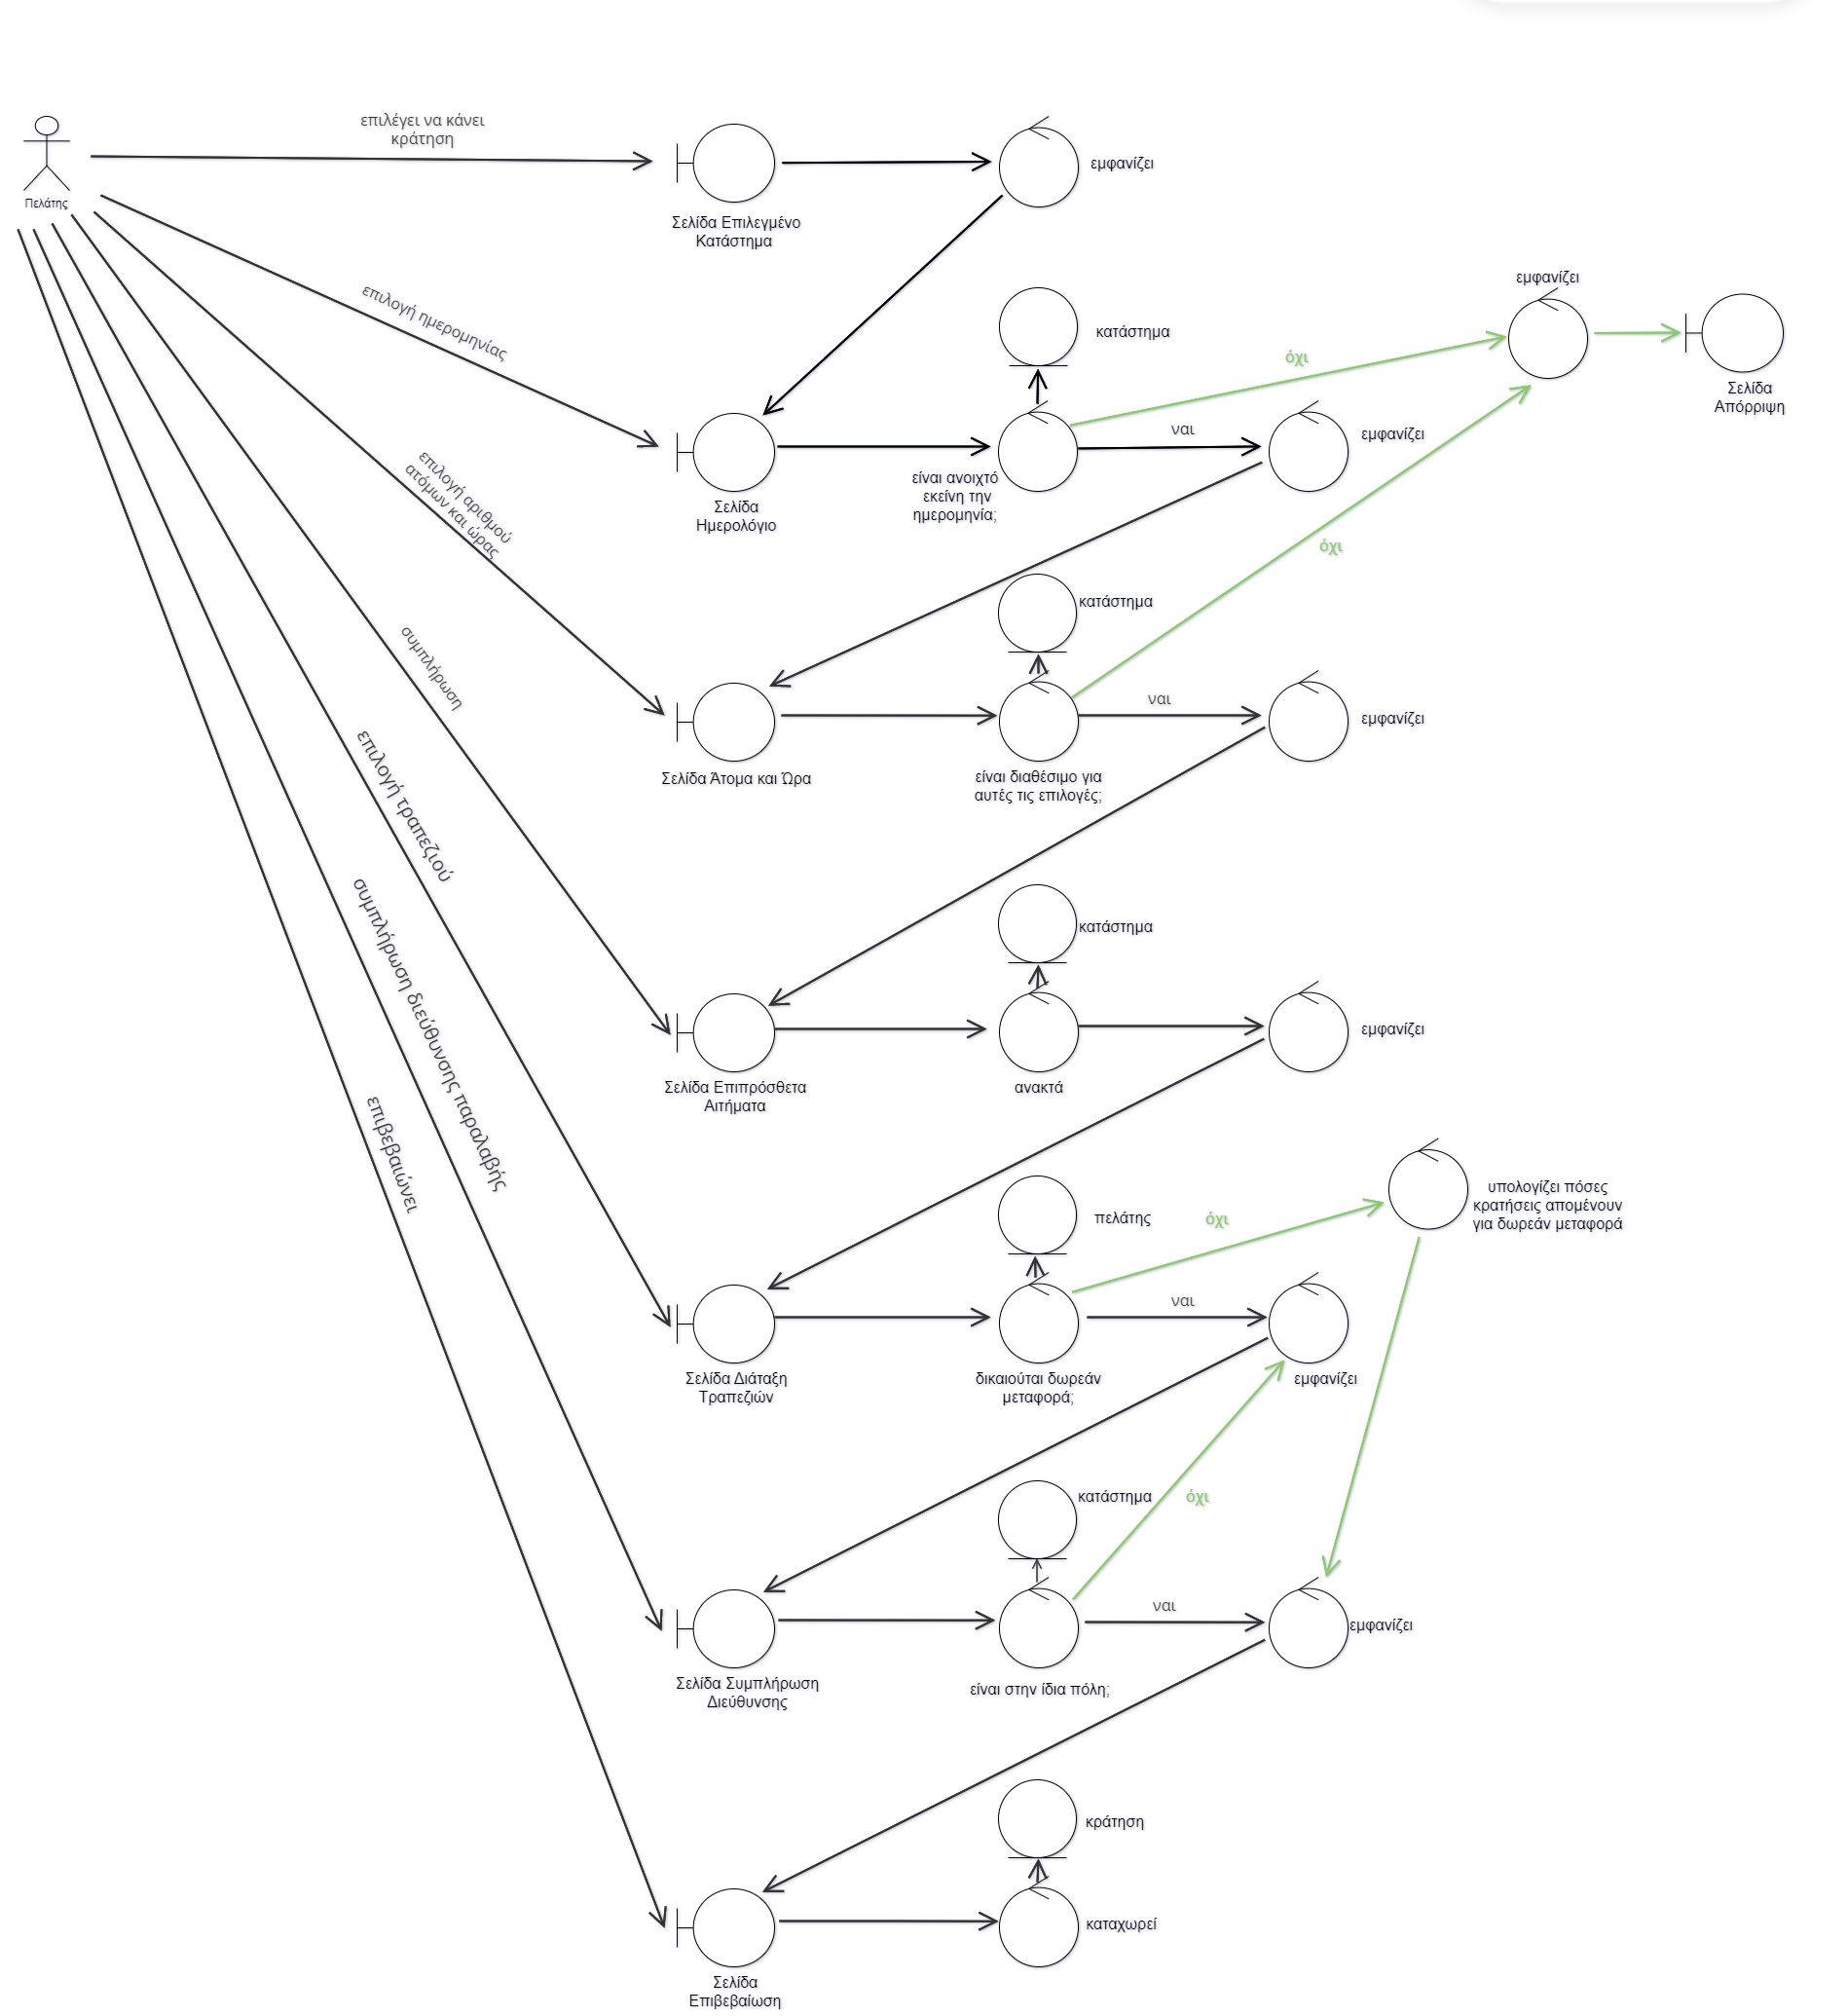 επιλέγει να κάνει
κράτηση
Πελάτης
εμφανίζει
Σελίδα Επιλεγμένο
Κατάστημα
εμφανίζει
επιλογή ημερομηνίας
κατάστημα
όχι
Σελίδα
Απόρριψη
ναι
εμφανίζει
επιλογή αριθμού
ατόμων και ώρας
είναι ανοιχτό
εκείνη την
ημερομηνία;
Σελίδα
Ημερολόγιο
όχι
κατάστημα
συμπλήρωση
ναι
εμφανίζει
Σελίδα Άτομα και Ώρα
είναι διαθέσιμο για
αυτές τις επιλογές;
επιλογή τραπεζιού
κατάστημα
συμπλήρωση διεύθυνσης παραλαβής
εμφανίζει
Σελίδα Επιπρόσθετα
Αιτήματα
ανακτά
επιβεβαιώνει
πελάτης
όχι
υπολογίζει πόσες
κρατήσεις απομένουν
για δωρεάν μεταφορά
ναι
Σελίδα Διάταξη
Τραπεζιών
δικαιούται δωρεάν
μεταφορά;
εμφανίζει
κατάστημα
όχι
ναι
εμφανίζει
Σελίδα Συμπλήρωση
Διεύθυνσης
είναι στην ίδια πόλη;
κράτηση
καταχωρεί
Σελίδα
Επιβεβαίωση